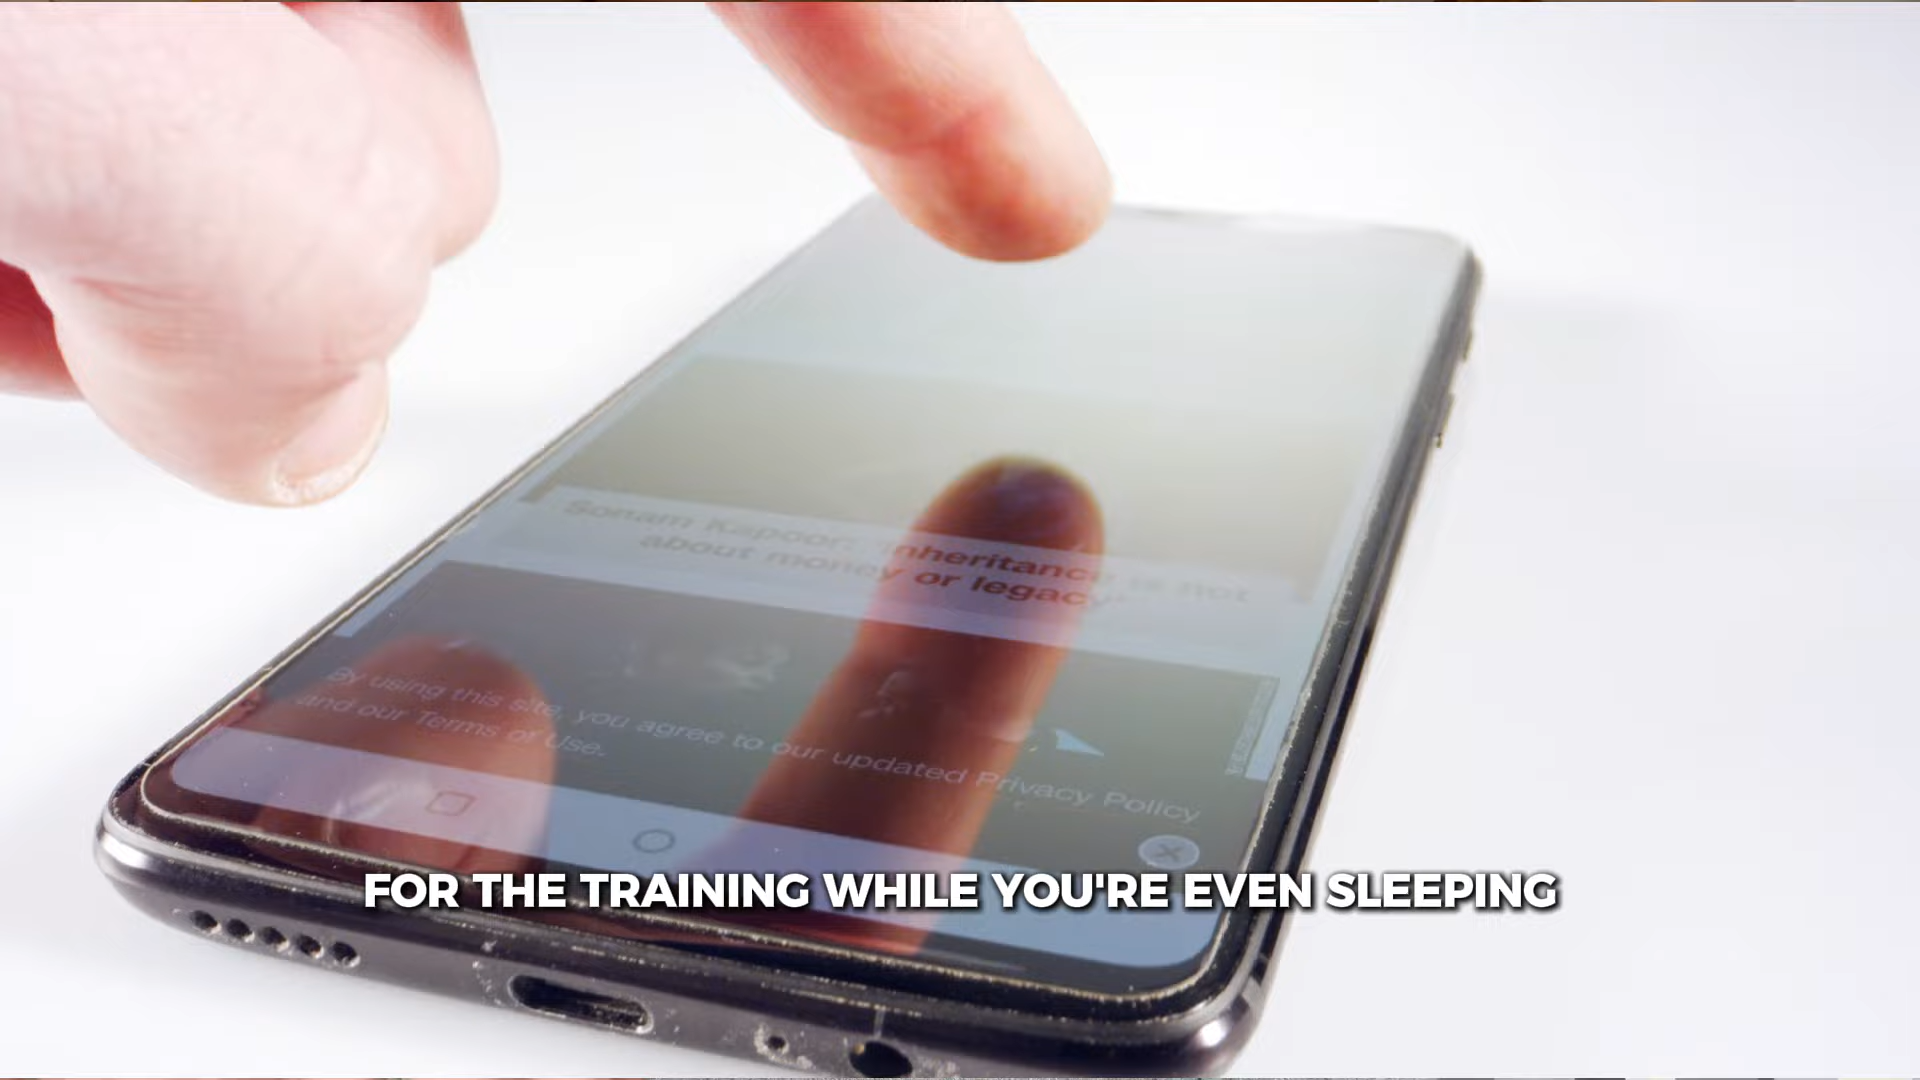 Sonam Kapoor: 'Inheritance is not
about money or legacy'
By using this site, you agree to our updated Privacy Policy
and our Terms of Use.
FOR THE TRAINING WHILE YOU'RE EVEN SLEEPING